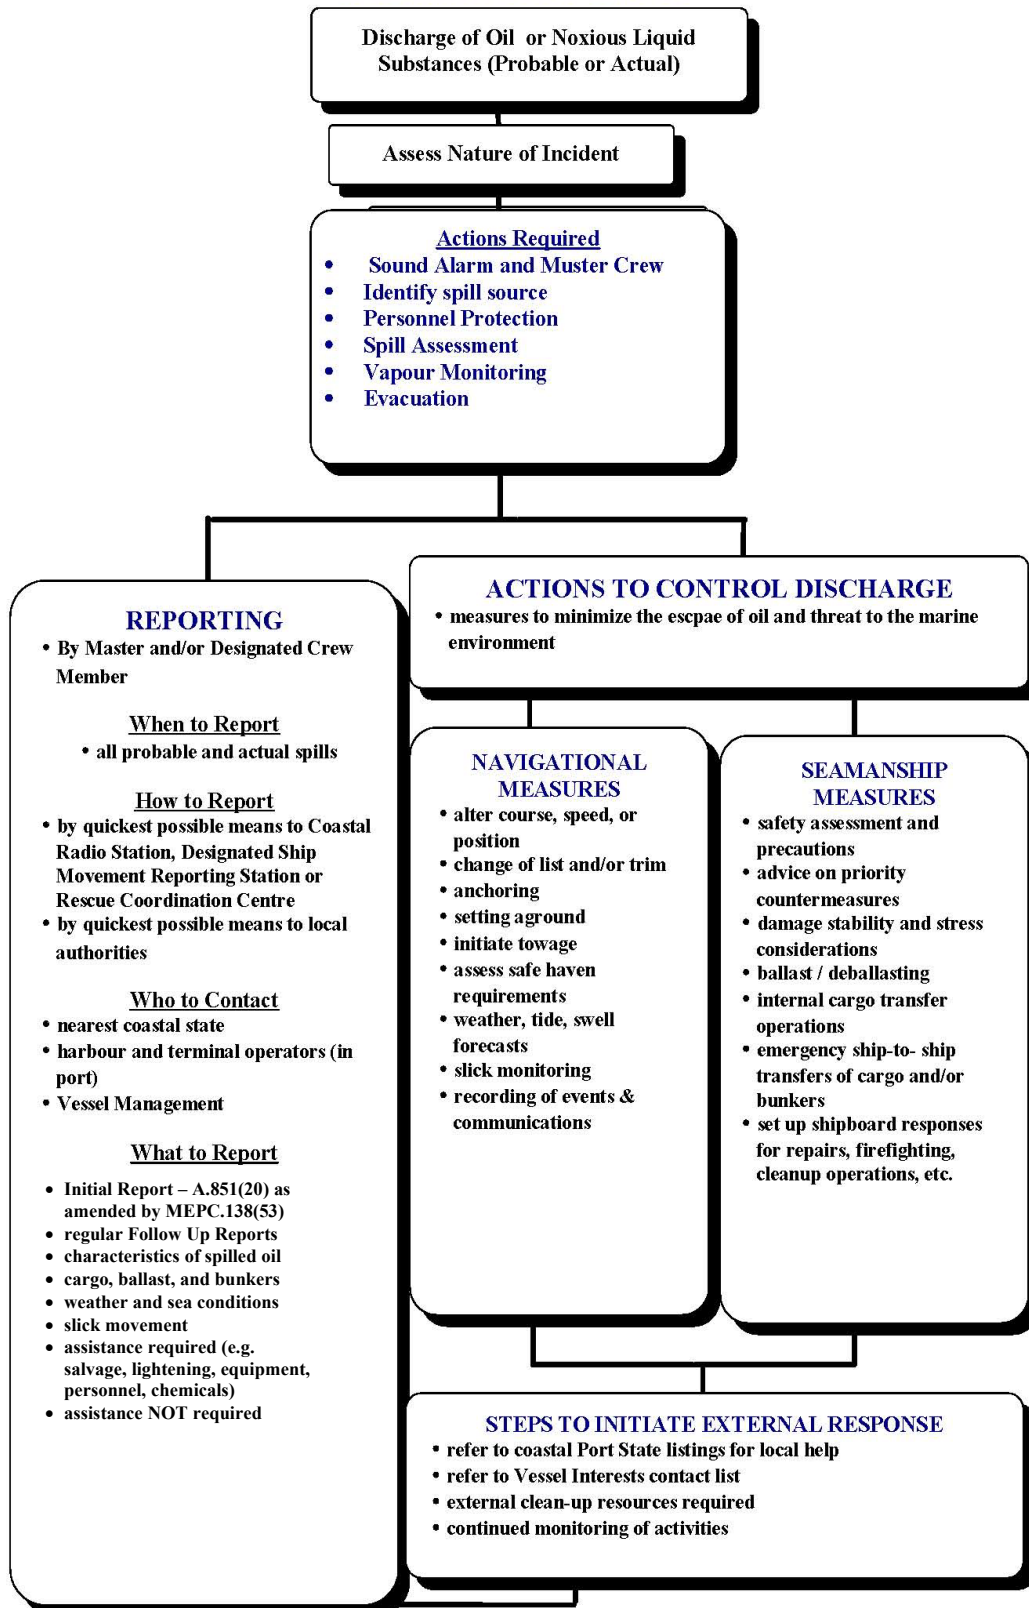 Discharge of Oil or Noxious Liquid
Substances (Probable or Actual)
Assess Nature of Incident
Actions Required
• Sound Alarm and Muster Crew
• Identify spill source
• Personnel Protection
• Spill Assessment
• Vapour Monitoring
• Evacuation
REPORTING
• By Master and/or Designated Crew
Member
When to Report
• all probable and actual spills
How to Report
• by quickest possible means to Coastal
Radio Station, Designated Ship
Movement Reporting Station or
Rescue Coordination Centre
• by quickest possible means to local
authorities
Who to Contact
• nearest coastal state
• harbour and terminal operators (in
port)
• Vessel Management
What to Report
• Initial Report – A.851(20) as
amended by MEPC.138(53)
• regular Follow Up Reports
• characteristics of spilled oil
• cargo, ballast, and bunkers
• weather and sea conditions
• slick movement
• assistance required (e.g.
salvage, lightening, equipment,
personnel, chemicals)
• assistance NOT required
ACTIONS TO CONTROL DISCHARGE
• measures to minimize the escpae of oil and threat to the marine
environment
NAVIGATIONAL
MEASURES
• alter course, speed, or
position
• change of list and/or trim
• anchoring
• setting aground
• initiate towage
• assess safe haven
requirements
• weather, tide, swell
forecasts
• slick monitoring
• recording of events &
communications
SEAMANSHIP
MEASURES
• safety assessment and
precautions
• advice on priority
countermeasures
• damage stability and stress
considerations
• ballast / deballasting
• internal cargo transfer
operations
• emergency ship-to- ship
transfers of cargo and/or
bunkers
• set up shipboard responses
for repairs, firefighting,
cleanup operations, etc.
STEPS TO INITIATE EXTERNAL RESPONSE
• refer to coastal Port State listings for local help
• refer to Vessel Interests contact list
• external clean-up resources required
• continued monitoring of activities